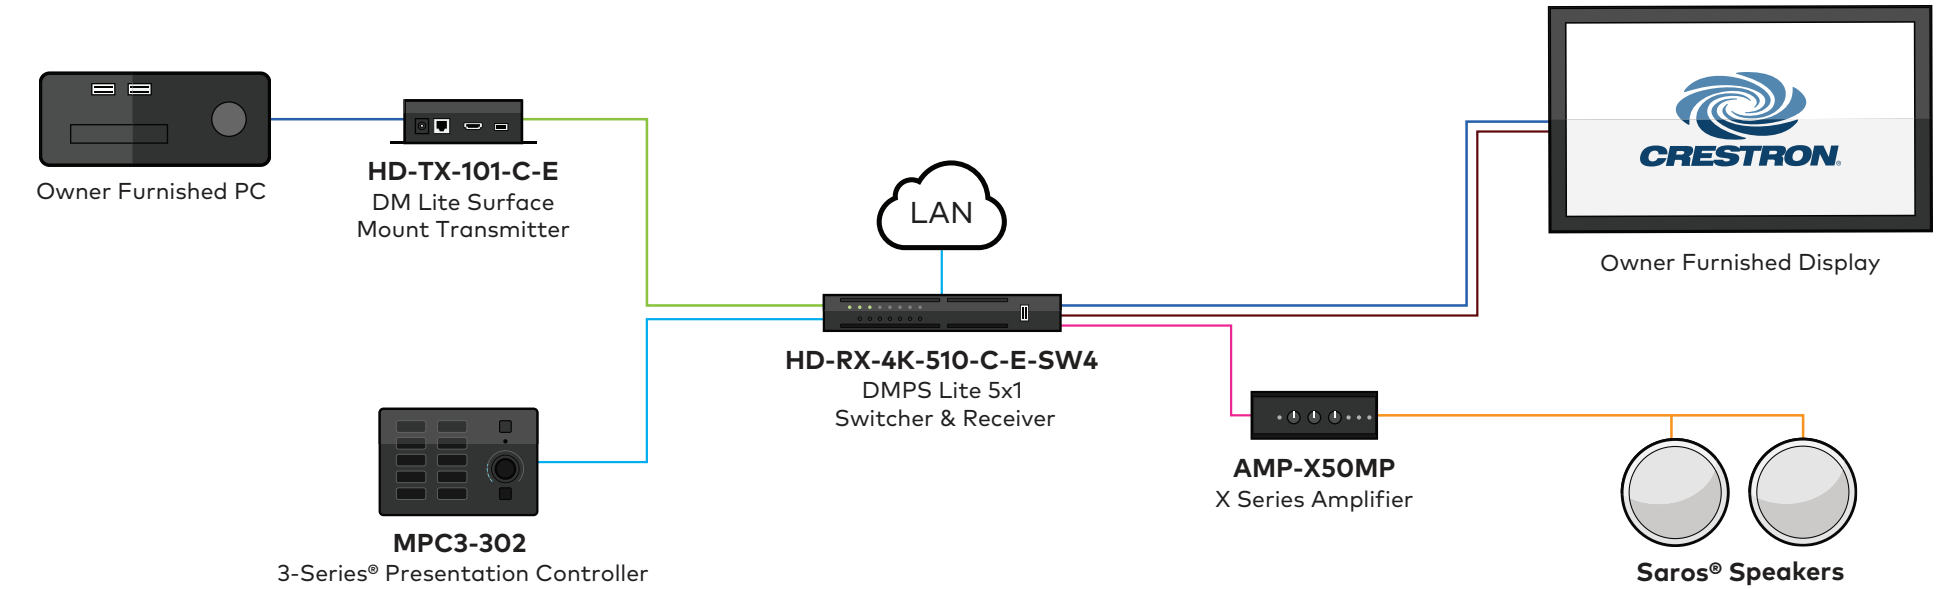 Owner Furnished PC
HD-TX-101-C-E
DM Lite Surface
Mount Transmitter
LAN
CRESTRON®
Owner Furnished Display
HD-RX-4K-510-C-E-SW4
DMPS Lite 5x1
Switcher & Receiver
AMP-X50MP
X Series Amplifier
MPC3-302
3-Series® Presentation Controller
Saros® Speakers